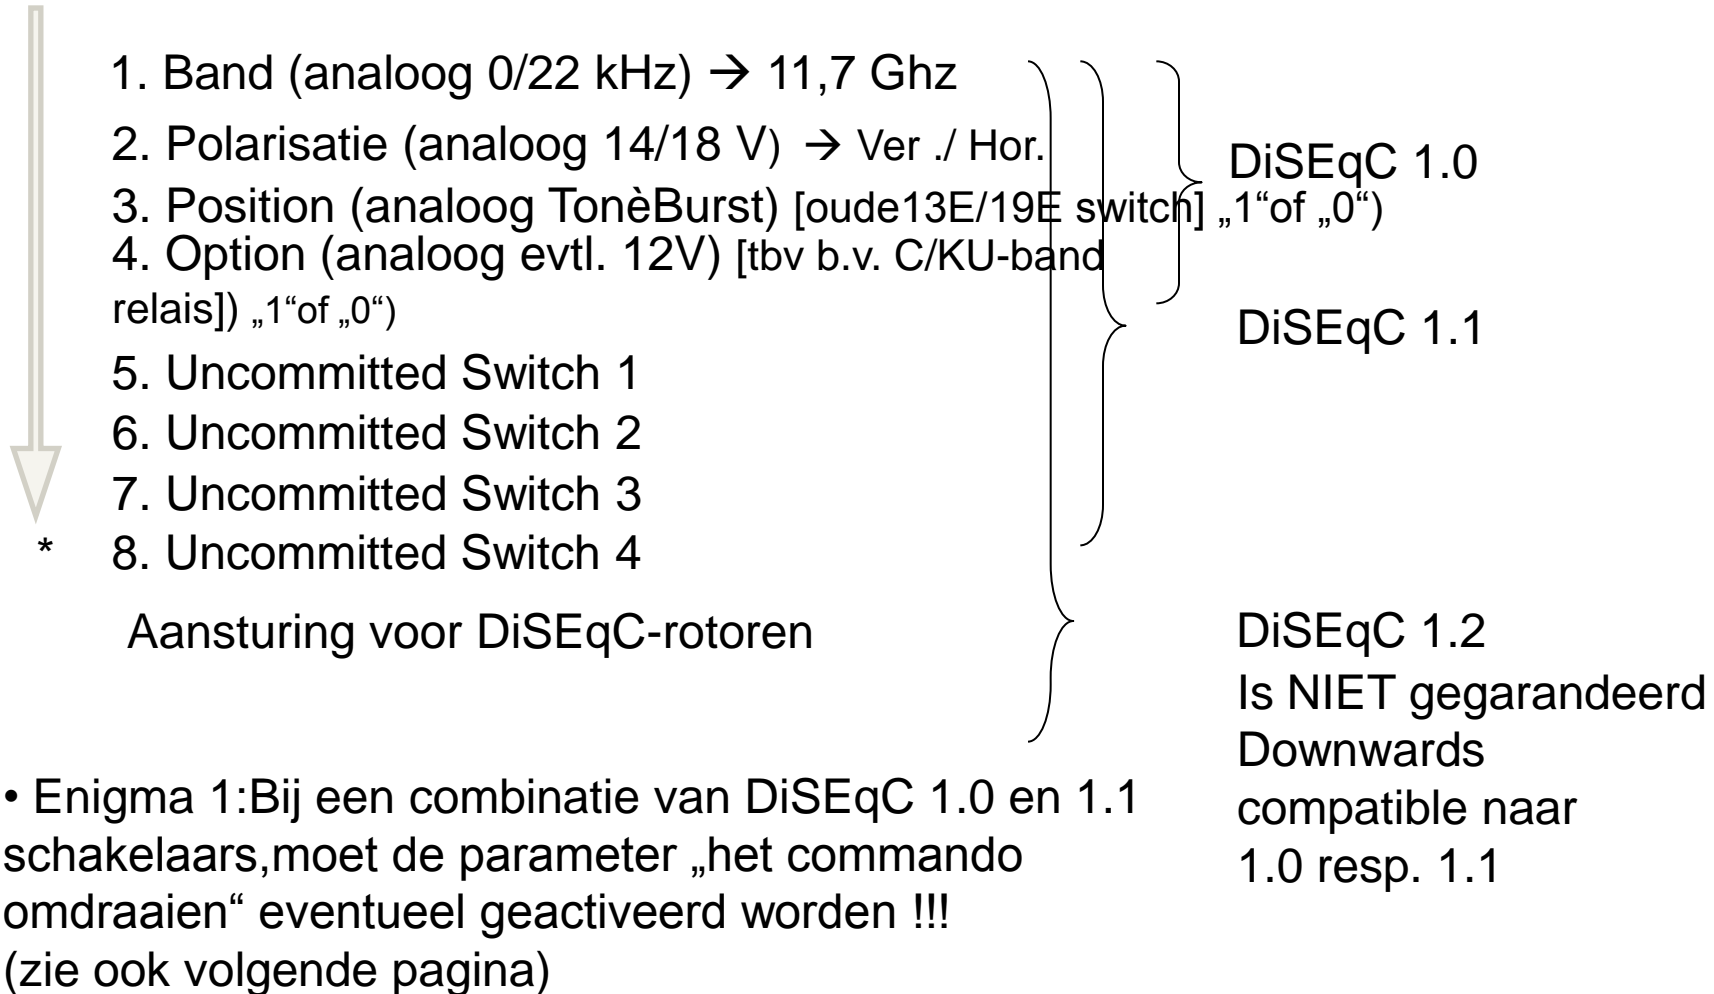 1. Band (analoog 0/22 kHz) → 11,7 Ghz
2. Polarisatie (analoog 14/18 V) → Ver ./ Hor.
3. Position (analoog TonèBurst) [oude13E/19E switch] „1“of „0“)
4. Option (analoog evtl. 12V) [tbv b.v. C/KU-band
relais]) „1“of „0“)
5. Uncommitted Switch 1
6. Uncommitted Switch 2
7. Uncommitted Switch 3
* 8. Uncommitted Switch 4
Aansturing voor DiSEqC-rotoren
DiSEqC 1.0
DiSEqC 1.1
DiSEqC 1.2
Is NIET gegarandeerd
Downwards
compatible naar
1.0 resp. 1.1
• Enigma 1:Bij een combinatie van DiSEqC 1.0 en 1.1
schakelaars,moet de parameter „het commando
omdraaien“ eventueel geactiveerd worden !!!
(zie ook volgende pagina)